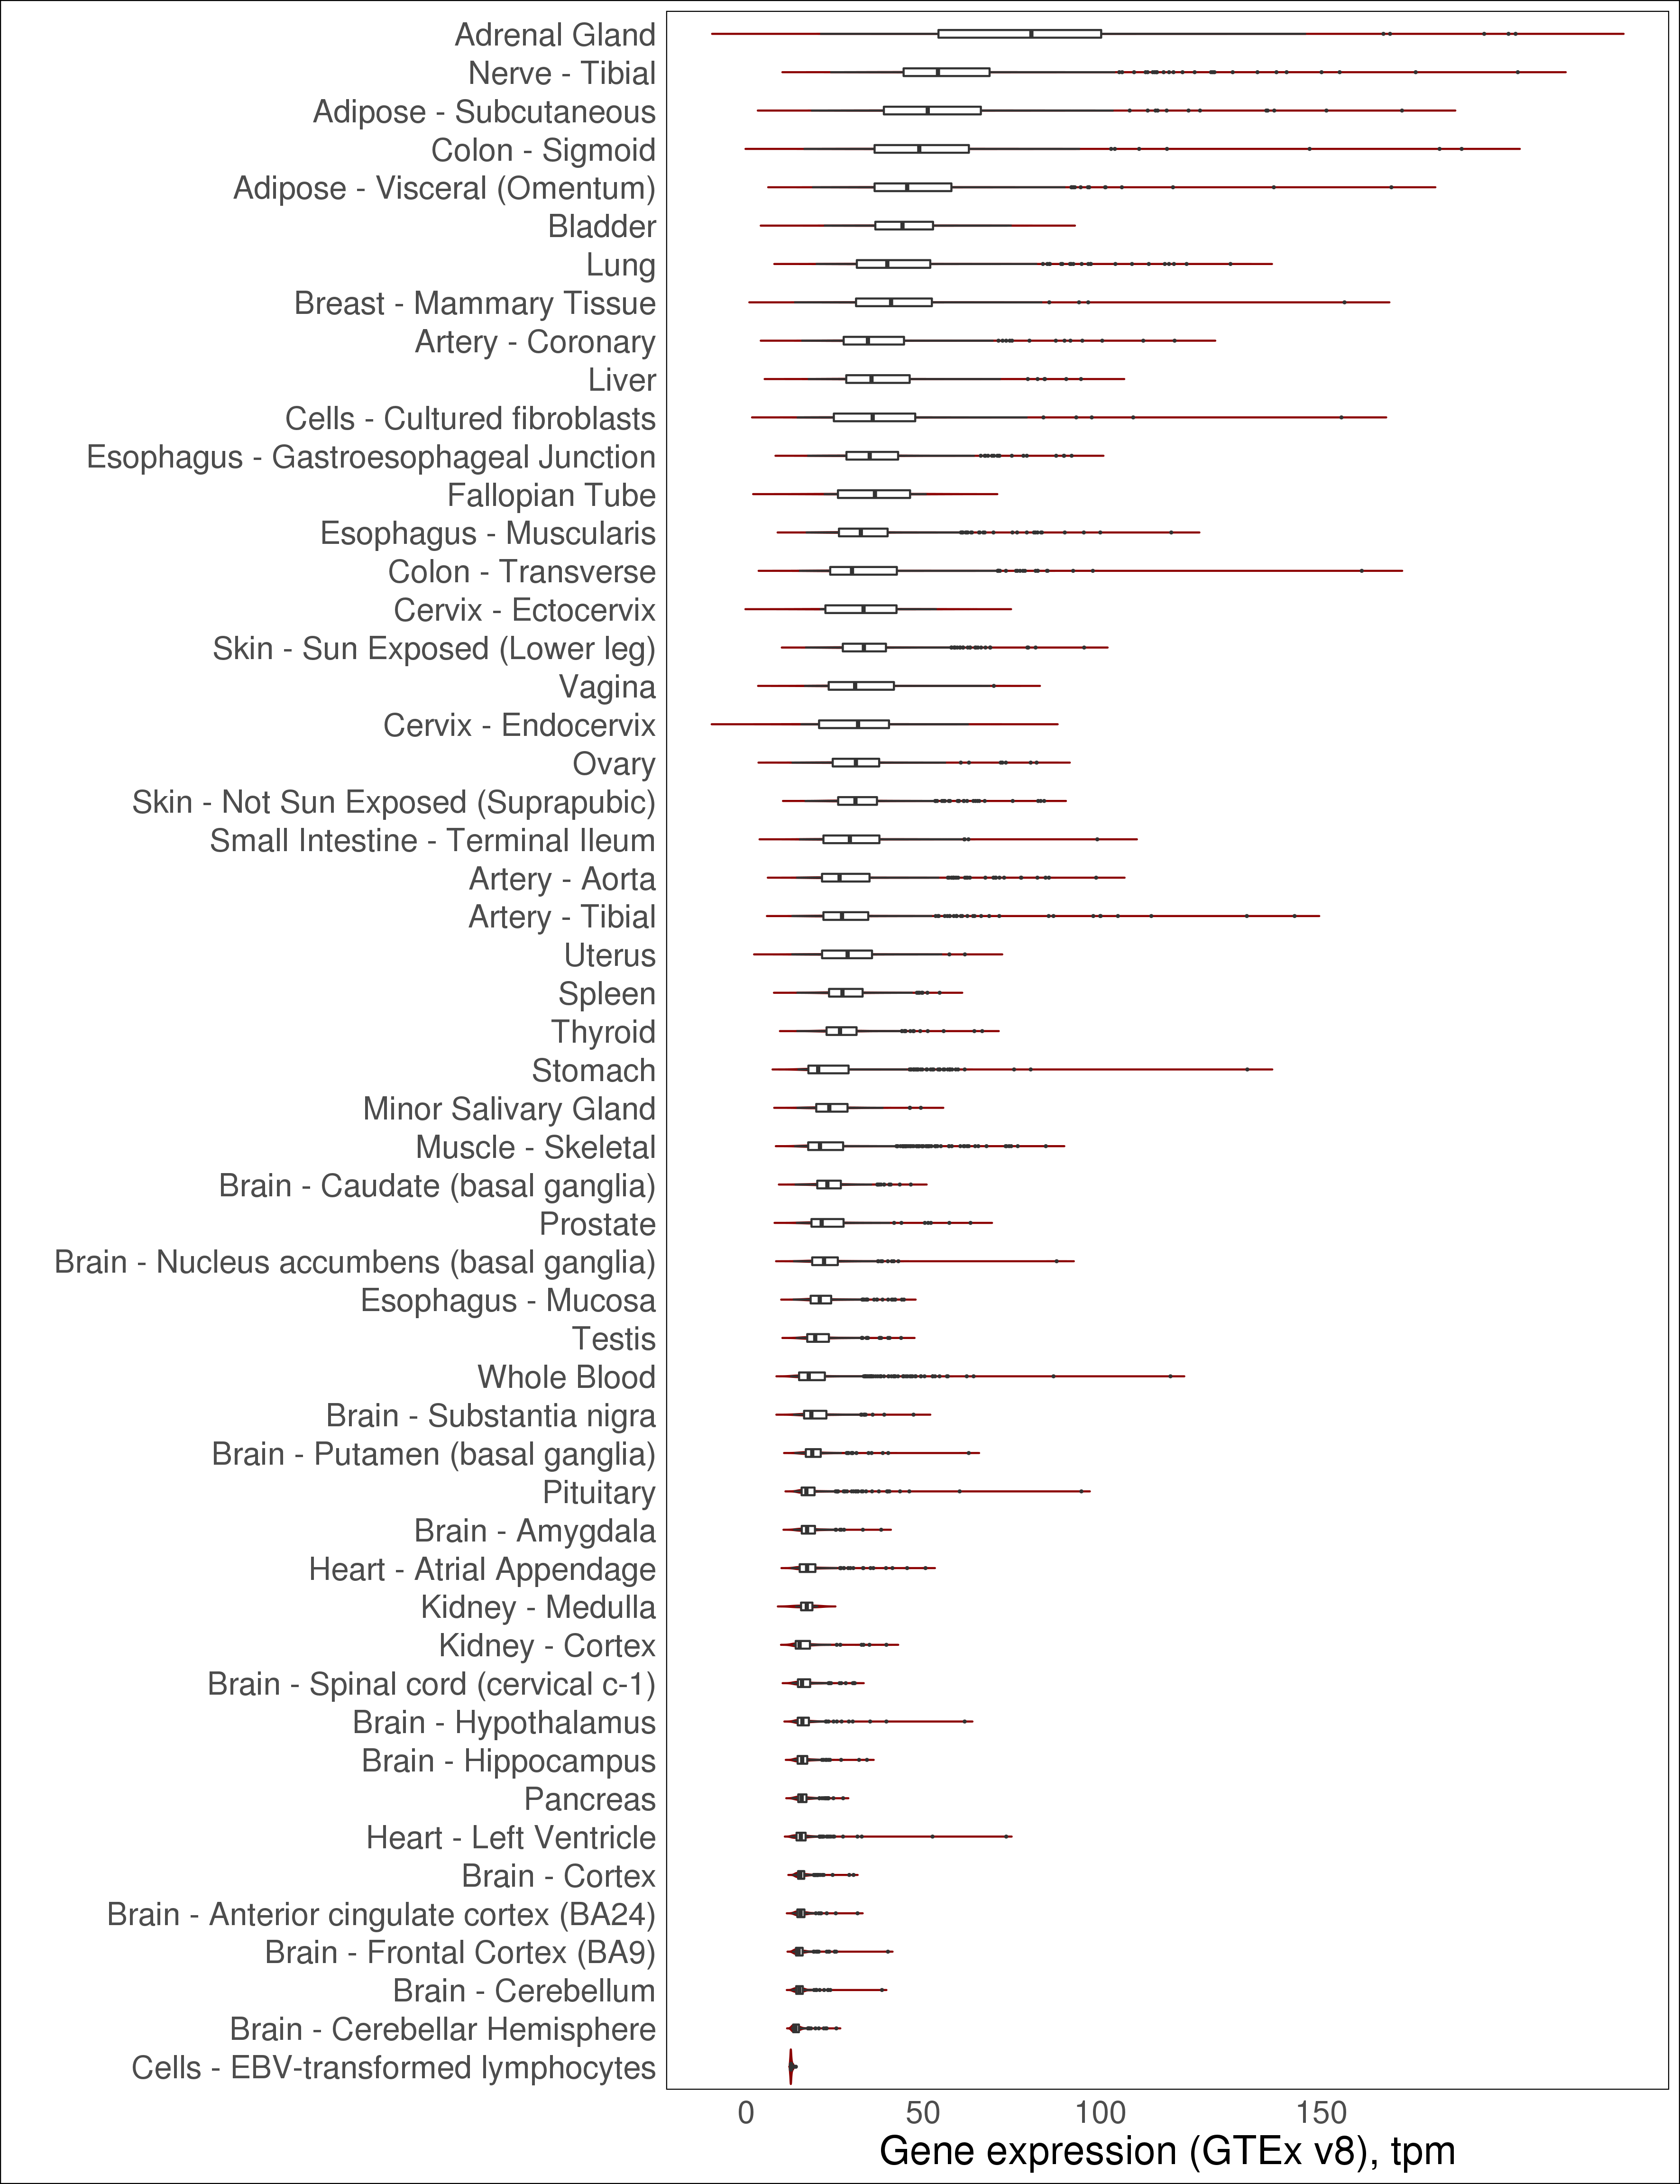 Adrenal Gland
Nerve - Tibial
Adipose - Subcutaneous
Colon - Sigmoid
Adipose - Visceral (Omentum)
Bladder
Lung
Breast - Mammary Tissue
Artery - Coronary
Liver
Cells - Cultured fibroblasts
Esophagus - Gastroesophageal Junction
Fallopian Tube
Esophagus - Muscularis
Colon - Transverse
Cervix - Ectocervix
Skin - Sun Exposed (Lower leg)
Vagina
Cervix - Endocervix
Ovary
Skin - Not Sun Exposed (Suprapubic)
Small Intestine - Terminal Ileum
Artery - Aorta
Artery - Tibial
Uterus
Spleen
Thyroid
Stomach
Minor Salivary Gland
Muscle - Skeletal
Brain - Caudate (basal ganglia)
Prostate
Brain - Nucleus accumbens (basal ganglia)
Esophagus - Mucosa
Testis
Whole Blood
Brain - Substantia nigra
Brain - Putamen (basal ganglia)
Pituitary
Brain - Amygdala
Heart - Atrial Appendage
Kidney - Medulla
Kidney - Cortex
Brain - Spinal cord (cervical c-1)
Brain - Hypothalamus
Brain - Hippocampus
Pancreas
Heart - Left Ventricle
Brain - Cortex
Brain - Anterior cingulate cortex (BA24)
Brain - Frontal Cortex (BA9)
Brain - Cerebellum
Brain - Cerebellar Hemisphere
Cells - EBV-transformed lymphocytes
0 50 100 150
Gene expression (GTEx v8), tpm